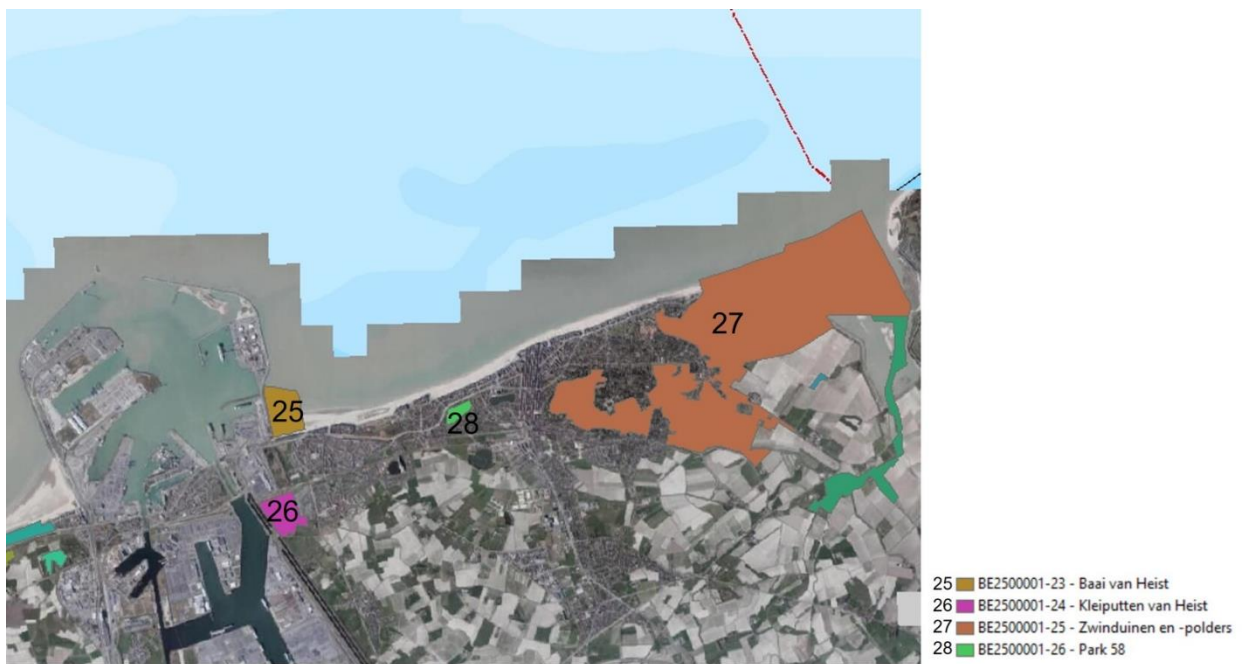 27
25
28
26
25 BE2500001-23 - Baai van Heist
26 BE2500001-24 - Kleiputten van Heist
27 BE2500001-25 - Zwinduinen en -polders
28 BE2500001-26 - Park 58